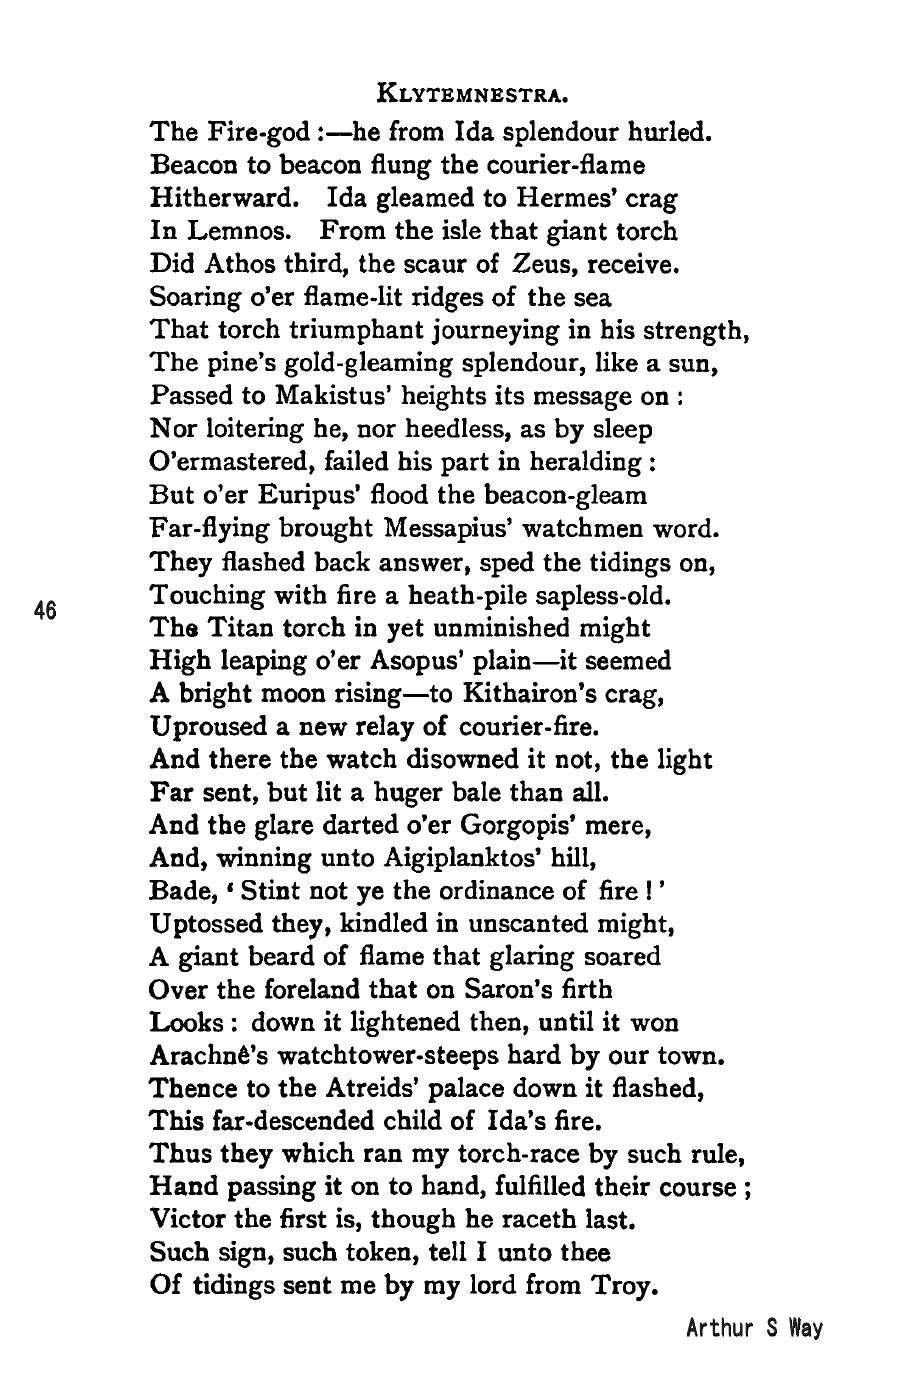 KLYTEMNESTRA.
The Fire-god :—he from Ida splendour hurled.
Beacon to beacon flung the courier-flame
Hitherward. Ida gleamed to Hermes’ crag
In Lemnos. From the isle that giant torch
Did Athos third, the scaur of Zeus, receive.
Soaring o’er flame-lit ridges of the sea
That torch triumphant journeying in his strength,
The pine’s gold-gleaming splendour, like a sun,
Passed to Makistus’ heights its message on :
Nor loitering he, nor heedless, as by sleep
O’ermastered, failed his part in heralding :
But o’er Euripus’ flood the beacon-gleam
Far-flying brought Messapius’ watchmen word.
They flashed back answer, sped the tidings on,
Touching with fire a heath-pile sapless-old.
46
The Titan torch in yet unminished might
High leaping o’er Asopus’ plain—it seemed
A bright moon rising—to Kithairon’s crag,
Uproused a new relay of courier-fire.
And there the watch disowned it not, the light
Far sent, but lit a huger bale than all.
And the glare darted o’er Gorgopis’ mere,
And, winning unto Aigiplanktos’ hill,
Bade, ‘ Stint not ye the ordinance of fire ! ’
Uptossed they, kindled in unscanted might,
A giant beard of flame that glaring soared
Over the foreland that on Saron’s firth
Looks : down it lightened then, until it won
Arachnê’s watchtower-steeps hard by our town.
Thence to the Atreids’ palace down it flashed,
This far-descended child of Ida’s fire.
Thus they which ran my torch-race by such rule,
Hand passing it on to hand, fulfilled their course ;
Victor the first is, though he raceth last.
Such sign, such token, tell I unto thee
Of tidings sent me by my lord from Troy.
Arthur S Way